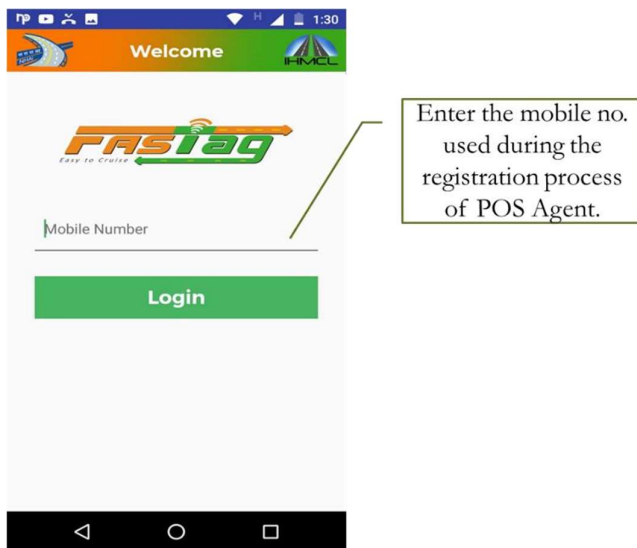 H 1:30
Welcome
IHMCL
FASTag
Easy to Cruise
Mobile Number
Login
Enter the mobile no.
used during the
registration process
of POS Agent.